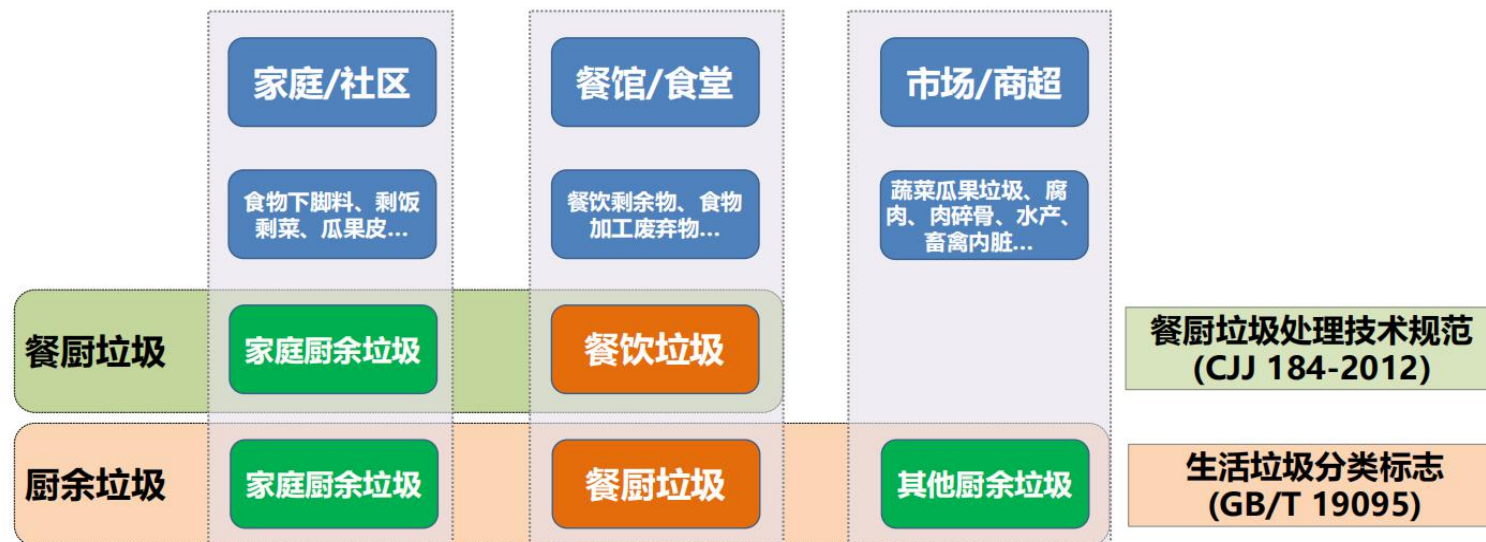 家庭/社区
餐馆/食堂
市场/商超
食物下脚料、剩饭
剩菜、瓜果皮...
餐饮剩余物、食物
加工废弃物...
蔬菜瓜果垃圾、腐
肉、肉碎骨、水产、
畜禽内脏...
餐厨垃圾
家庭厨余垃圾
餐饮垃圾
餐厨垃圾处理技术规范
(CJJ 184-2012)
厨余垃圾
家庭厨余垃圾
餐厨垃圾
其他厨余垃圾
生活垃圾分类标志
(GB/T 19095)